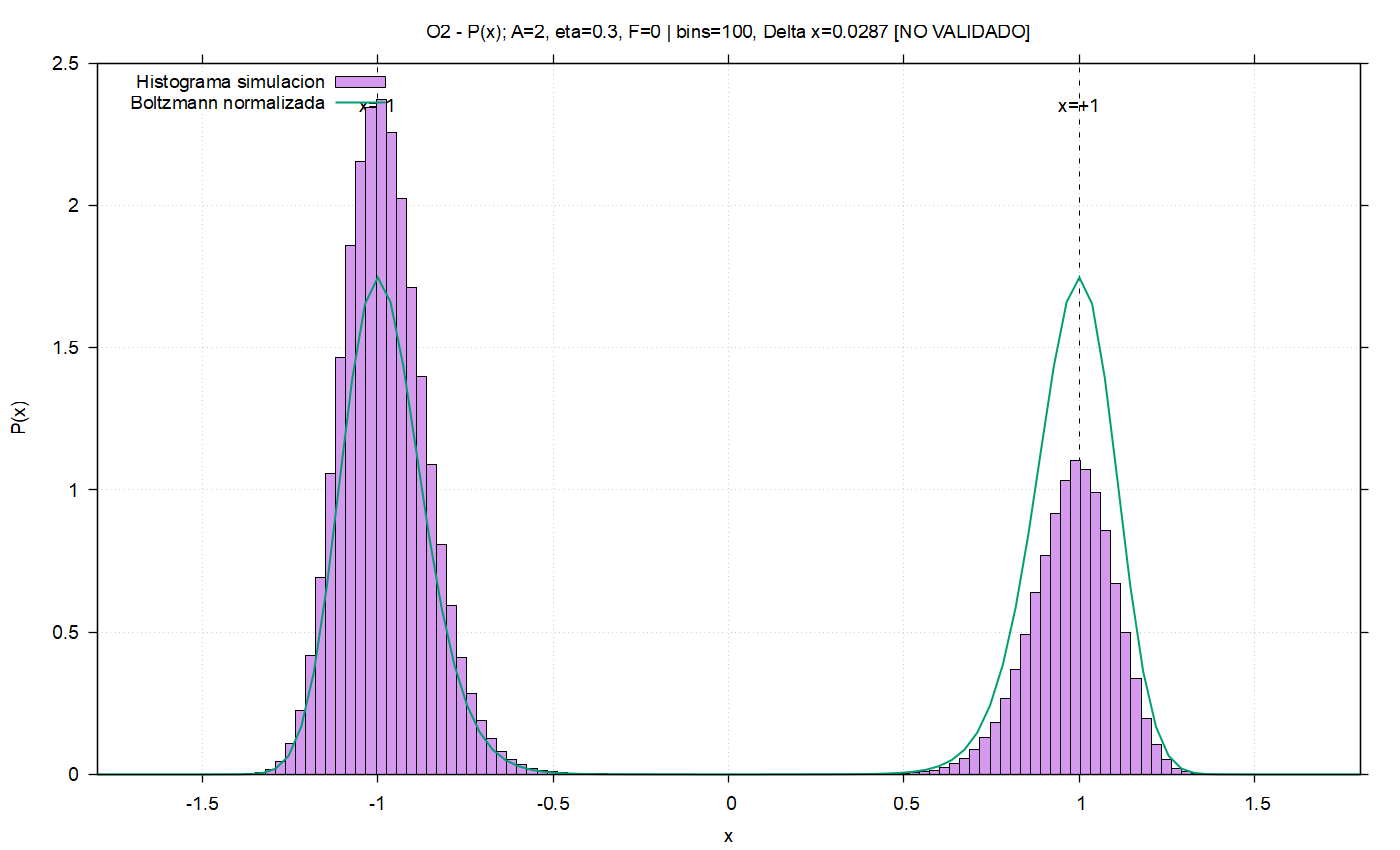 O2 - P(x); A=2, eta=0.3, F=0 | bins=100, Delta x=0.0287 [NO VALIDADO]
2.5
Histograma simulacion
Boltzmann normalizada
x=-1
x=+1
2
1.5
P(x)
1
0.5
0
-1.5
-1
-0.5
0
0.5
1
1.5
x